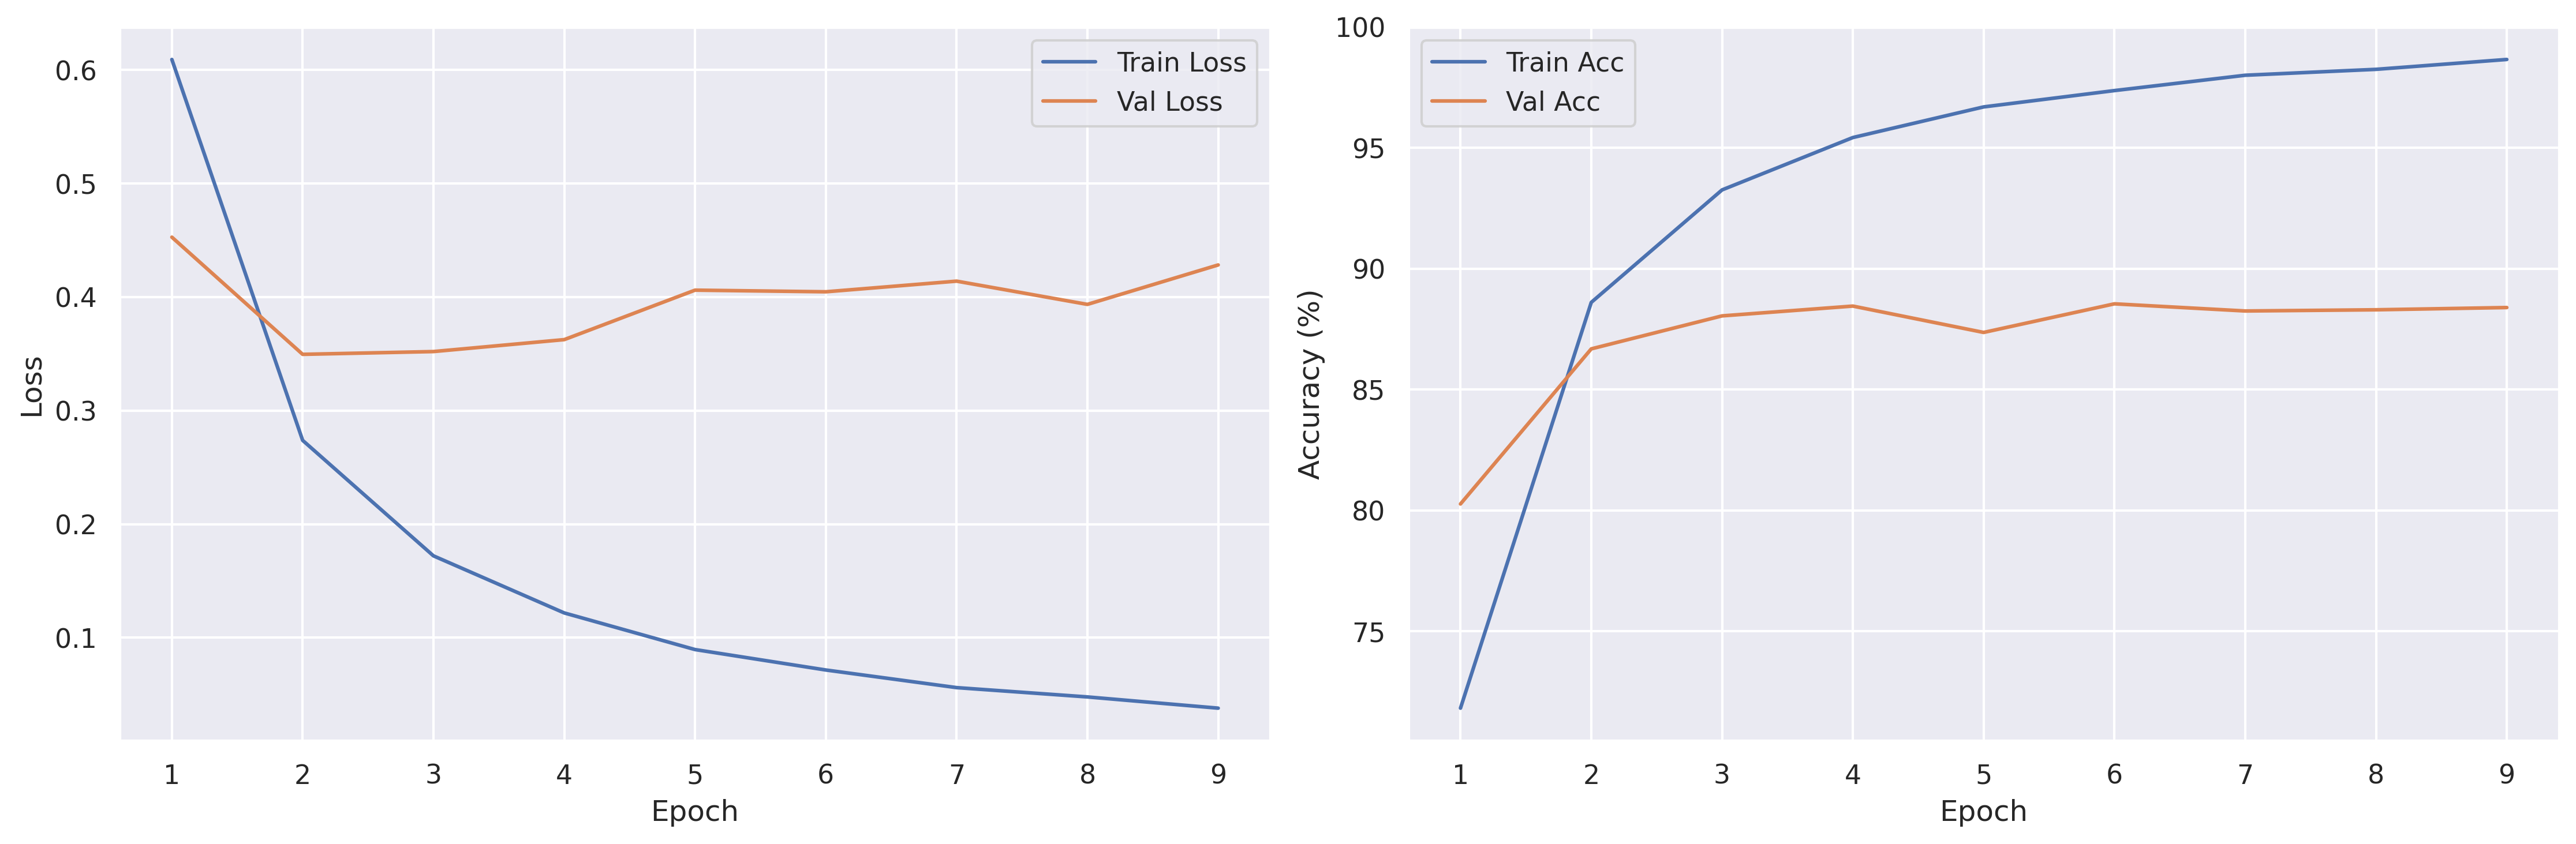 Train Loss
Val Loss
0.6
0.5
0.4
0.3
0.2
0.1
Loss
1 2 3 4 5 6 7 8 9
Epoch
Train Acc
Val Acc
100
95
90
85
80
75
Accuracy (%)
1 2 3 4 5 6 7 8 9
Epoch